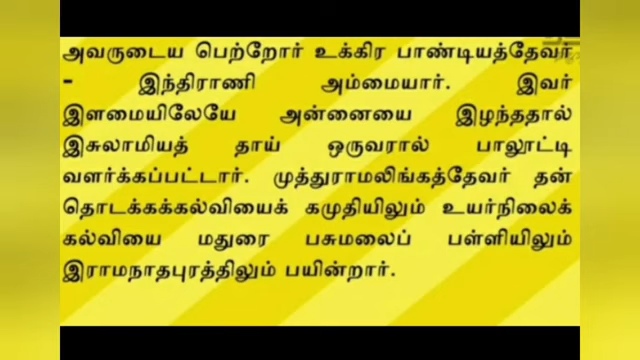 அவருடைய பெற்றோர் உக்கிர பாண்டியத்தேவர்
- இந்திராணி அம்மையார். இவர்
இளமையிலேயே அன்னையை இழந்ததால்
இசுலாமியத் தாய் ஒருவரால் பாலூட்டி
வளர்க்கப்பட்டார். முத்துராமலிங்கத்தேவர் தன்
தொடக்கக்கல்வியைக் கமுதியிலும் உயர்நிலைக்
கல்வியை மதுரை பசுமலைப் பள்ளியிலும்
இராமநாதபுரத்திலும் பயின்றார்.